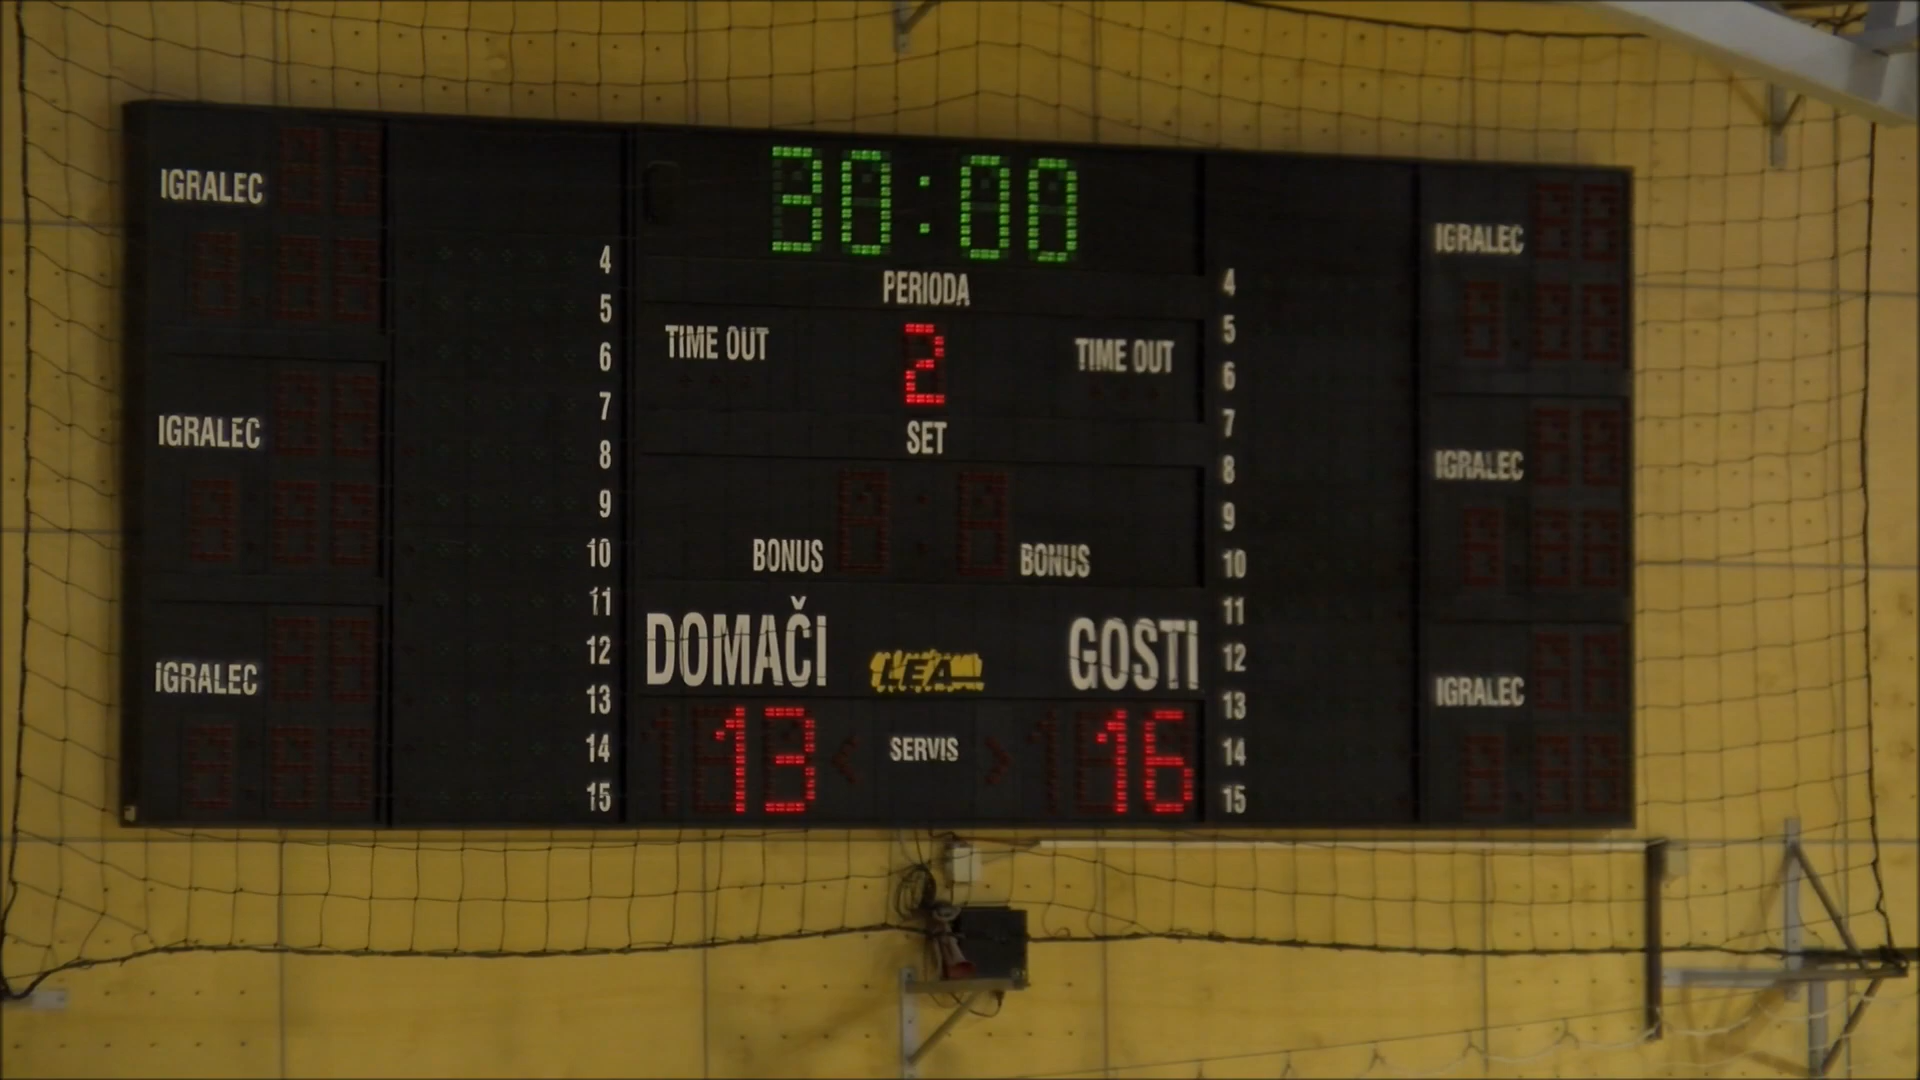 30:00
PERIODA
TIME OUT 2 TIME OUT
SET
BONUS BONUS
DOMAČI LEA GOSTI
13 SERVIS 16
IGRALEC
IGRALEC
IGRALEC
4
5
6
7
8
9
10
11
12
13
14
15
4
5
6
7
8
9
10
11
12
13
14
15
IGRALEC
IGRALEC
IGRALEC